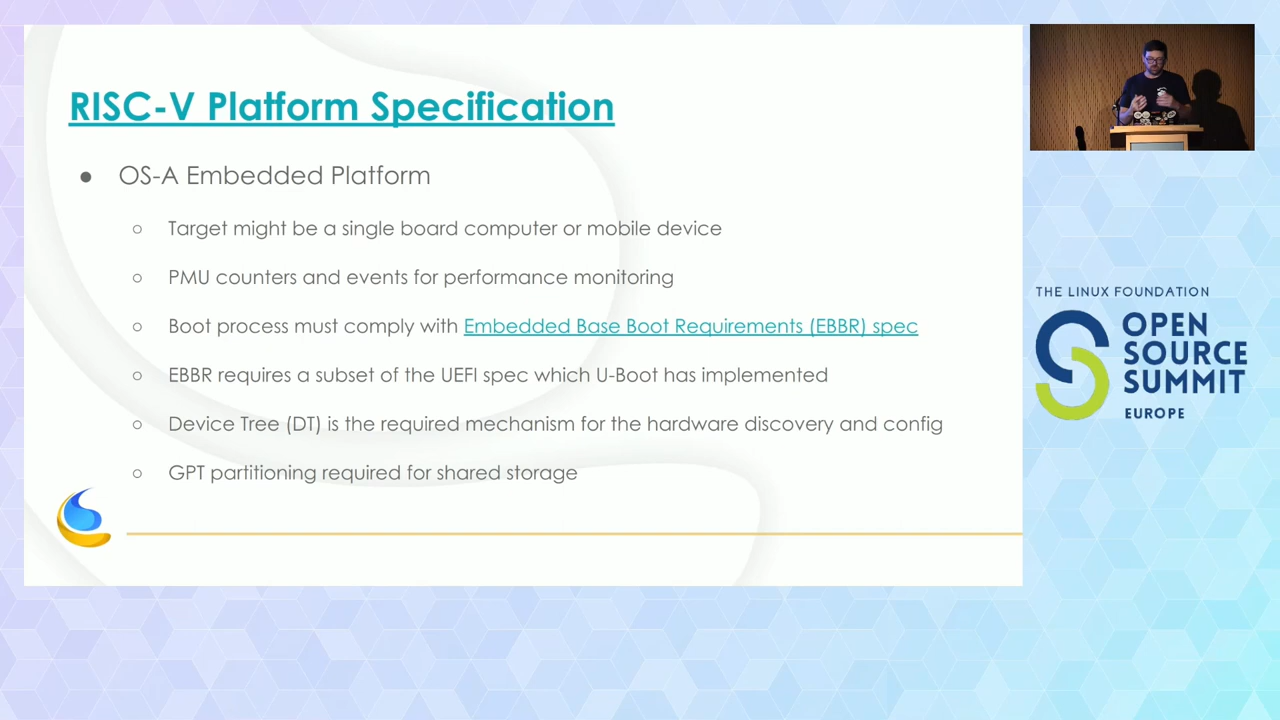 RISC-V Platform Specification
● OS-A Embedded Platform
○ Target might be a single board computer or mobile device
○ PMU counters and events for performance monitoring
○ Boot process must comply with Embedded Base Boot Requirements (EBBR) spec
○ EBBR requires a subset of the UEFI spec which U-Boot has implemented
○ Device Tree (DT) is the required mechanism for the hardware discovery and config
○ GPT partitioning required for shared storage
THE LINUX FOUNDATION
OPEN
SOURCE
SUMMIT
EUROPE